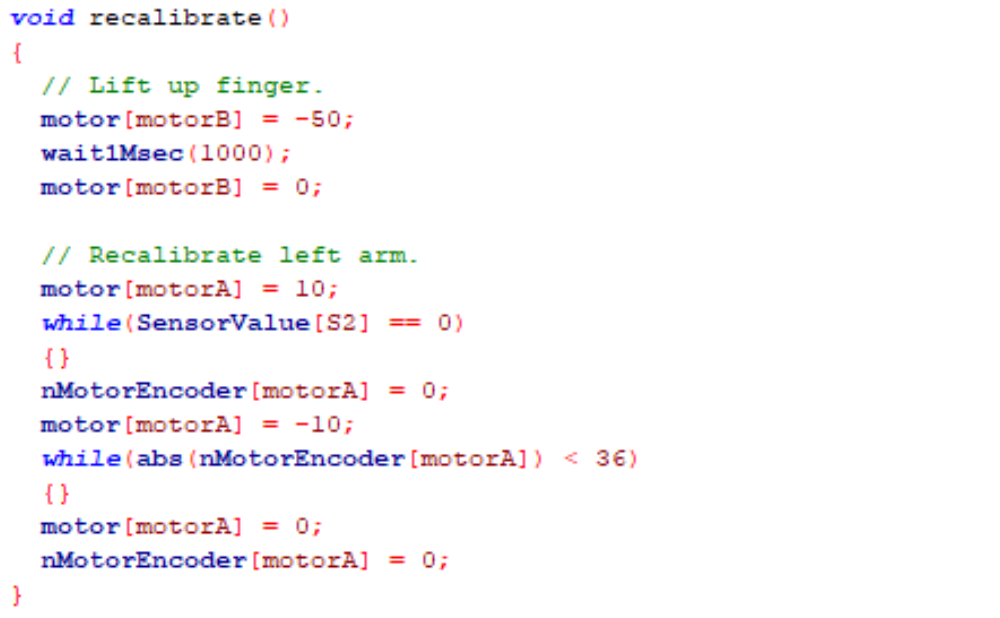 void recalibrate()
{
// Lift up finger.
motor[motorB] = -50;
wait1Msec(1000);
motor[motorB] = 0;
// Recalibrate left arm.
motor[motorA] = 10;
while(SensorValue[S2] == 0)
{}
nMotorEncoder[motorA] = 0;
motor[motorA] = -10;
while(abs(nMotorEncoder[motorA]) < 36)
{}
motor[motorA] = 0;
nMotorEncoder[motorA] = 0;
}